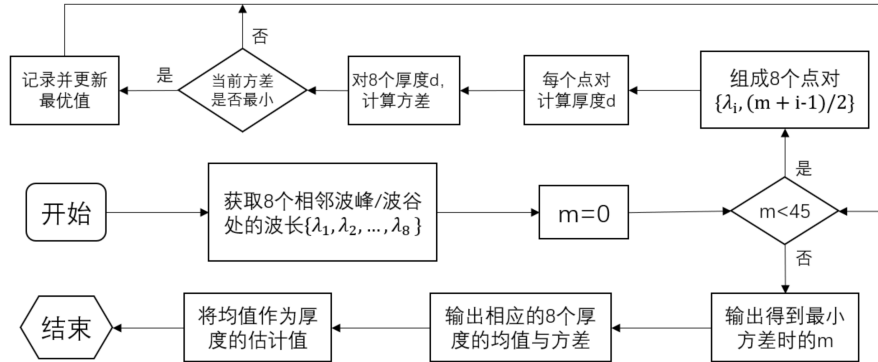 否
记录并更新
最优值
是
当前方差
是否最小
对8个厚度d,
计算方差
每个点对
计算厚度d
组成8个点对
{λi,(m + i-1)/2}
是
开始
获取8个相邻波峰/波谷
处的波长{λ1,λ2,...,λ8 }
m=0
m<45
否
结束
将均值作为厚
度的估计值
输出相应的8个厚
度的均值与方差
输出得到最小
方差时的m